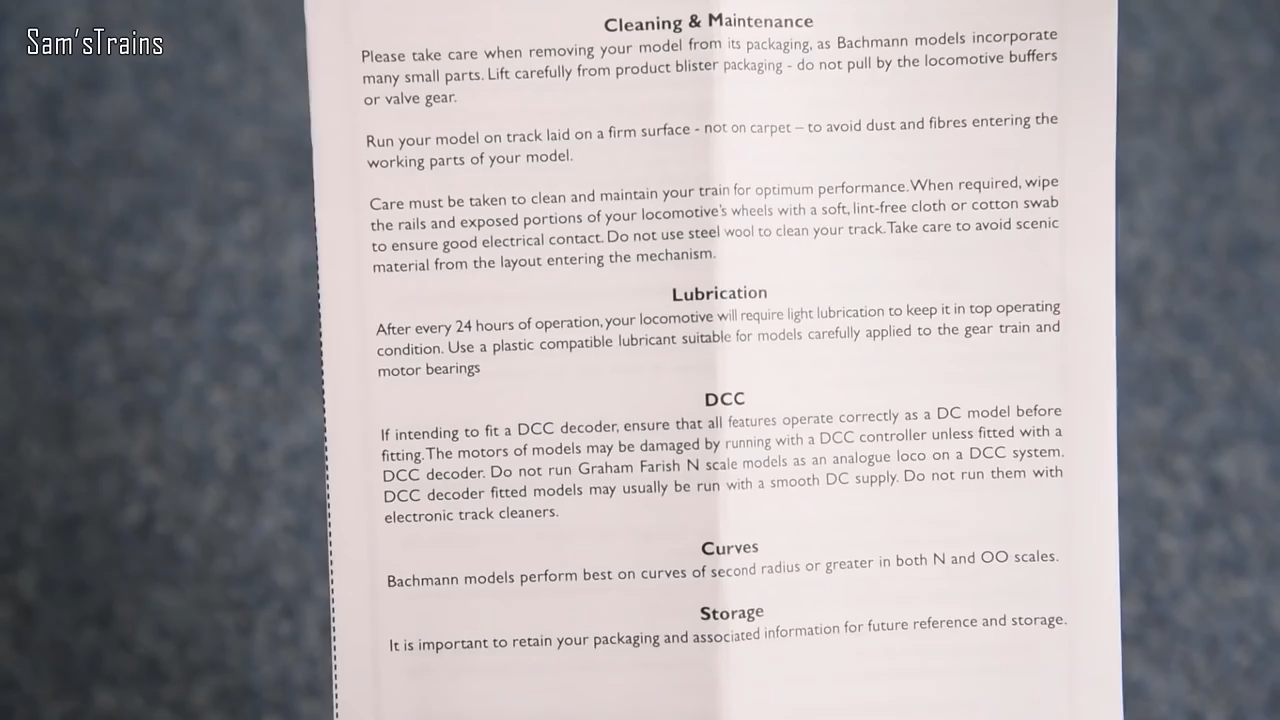 Sam'sTrains
Cleaning & Maintenance
Please take care when removing your model from its packaging, as Bachmann models incorporate
many small parts. Lift carefully from product blister packaging - do not pull by the locomotive buffers
or valve gear.
Run your model on track laid on a firm surface - not on carpet – to avoid dust and fibres entering the
working parts of your model.
Care must be taken to clean and maintain your train for optimum performance. When required, wipe
the rails and exposed portions of your locomotive's wheels with a soft, lint-free cloth or cotton swab
to ensure good electrical contact. Do not use steel wool to clean your track. Take care to avoid scenic
material from the layout entering the mechanism.
Lubrication
After every 24 hours of operation, your locomotive will require light lubrication to keep it in top operating
condition. Use a plastic compatible lubricant suitable for models carefully applied to the gear train and
motor bearings
DCC
If intending to fit a DCC decoder, ensure that all features operate correctly as a DC model before
fitting. The motors of models may be damaged by running with a DCC controller unless fitted with a
DCC decoder. Do not run Graham Farish N scale models as an analogue loco on a DCC system.
DCC decoder fitted models may usually be run with a smooth DC supply. Do not run them with
electronic track cleaners.
Curves
Bachmann models perform best on curves of second radius or greater in both N and OO scales.
Storage
It is important to retain your packaging and associated information for future reference and storage.